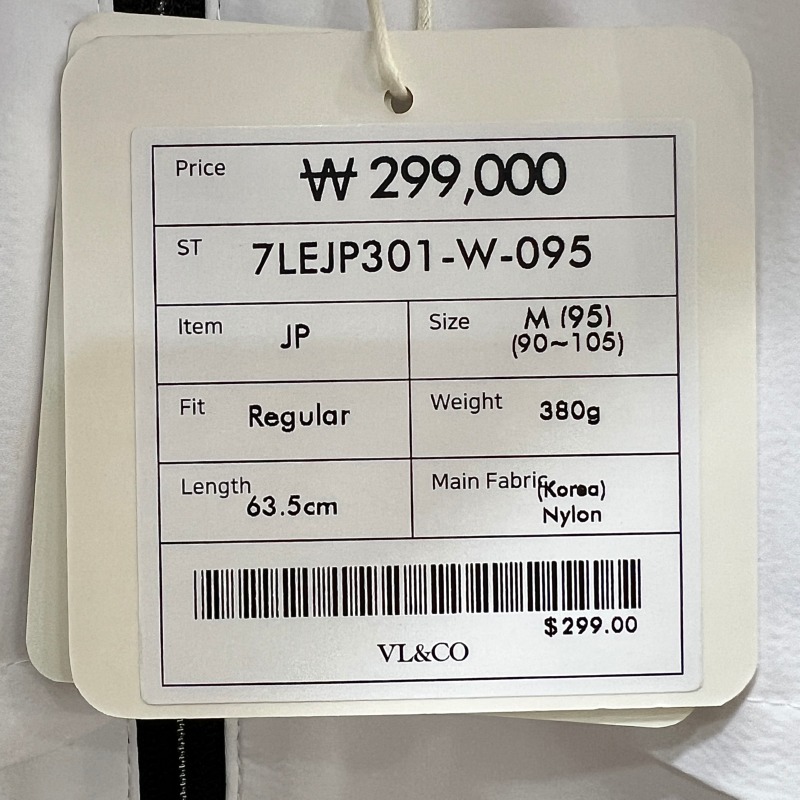 Price ₩ 299,000
ST 7LEJP301-W-095
Item JP
Size M (95)
(90~105)
Fit Regular
Weight 380g
Length 63.5cm
Main Fabric (Korea)
Nylon
$299.00
VL&CO